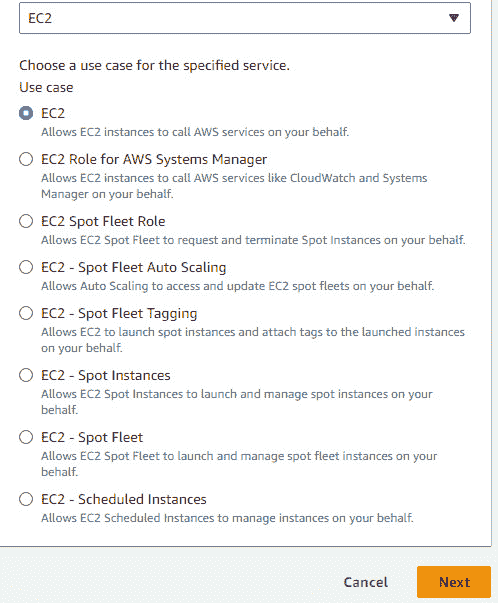 EC2
Choose a use case for the specified service.
Use case
EC2
Allows EC2 instances to call AWS services on your behalf.
EC2 Role for AWS Systems Manager
Allows EC2 instances to call AWS services like CloudWatch and Systems
Manager on your behalf.
EC2 Spot Fleet Role
Allows EC2 Spot Fleet to request and terminate Spot Instances on your behalf.
EC2 - Spot Fleet Auto Scaling
Allows Auto Scaling to access and update EC2 spot fleets on your behalf.
EC2 - Spot Fleet Tagging
Allows EC2 to launch spot instances and attach tags to the launched instances
on your behalf.
EC2 - Spot Instances
Allows EC2 Spot Instances to launch and manage spot instances on your
behalf.
EC2 - Spot Fleet
Allows EC2 Spot Fleet to launch and manage spot fleet instances on your
behalf.
EC2 - Scheduled Instances
Allows EC2 Scheduled Instances to manage instances on your behalf.
Cancel Next